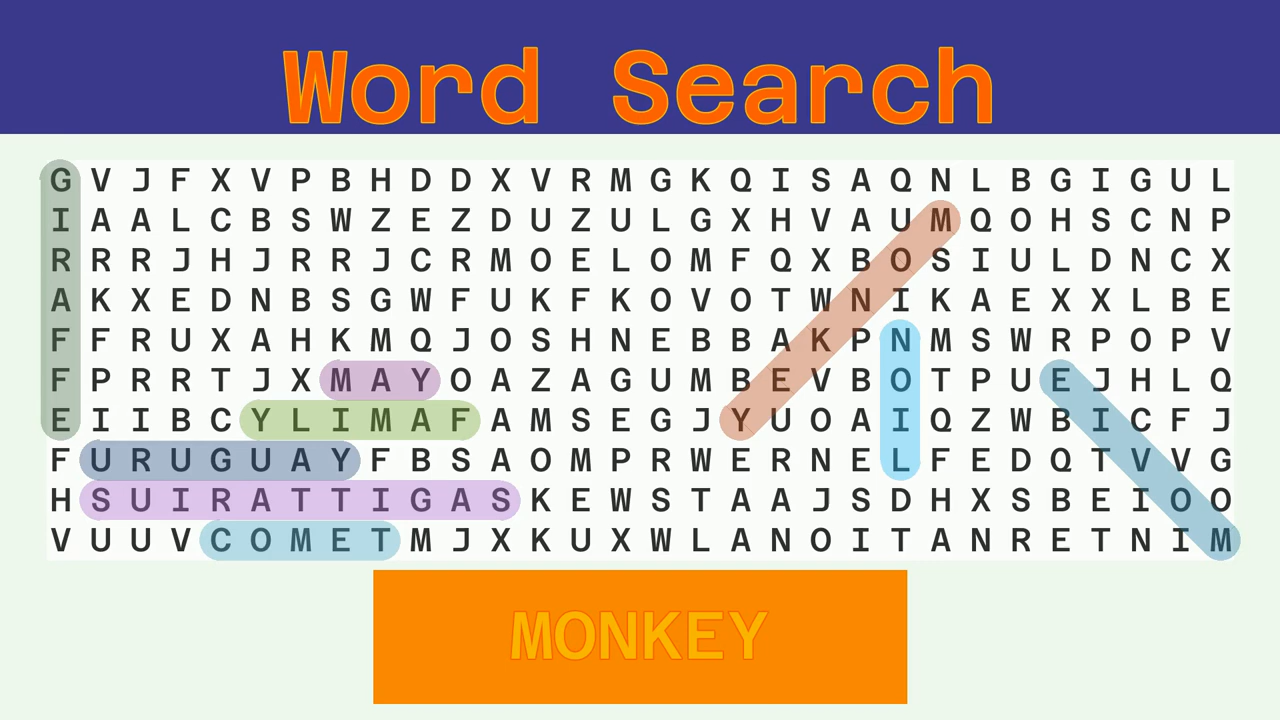 Word Search
G V J F X V P B H D D X V R M G K Q I S A Q N L B G I G U L
I A A L C B S W Z E Z D U Z U L G X H V A U M Q O H S C N P
R R R J H J R R J C R M O E L O M F Q X B O S I U L D N C X
A K X E D N B S G W F U K F K O V O T W N I K A E X X L B E
F F R U X A H K M Q J O S H N E B B A K P N M S W R P O P V
F P R R T J X M A Y O A Z A G U M B E V B O T P U E J H L Q
E I I B C Y L I M A F A M S E G J Y U O A I Q Z W B I C F J
F U R U G U A Y F B S A O M P R W E R N E L F E D Q T V V G
H S U I R A T T I G A S K E W S T A A J S D H X S B E I O O
V U U V C O M E T M J X K U X W L A N O I T A N R E T N I M
MONKEY